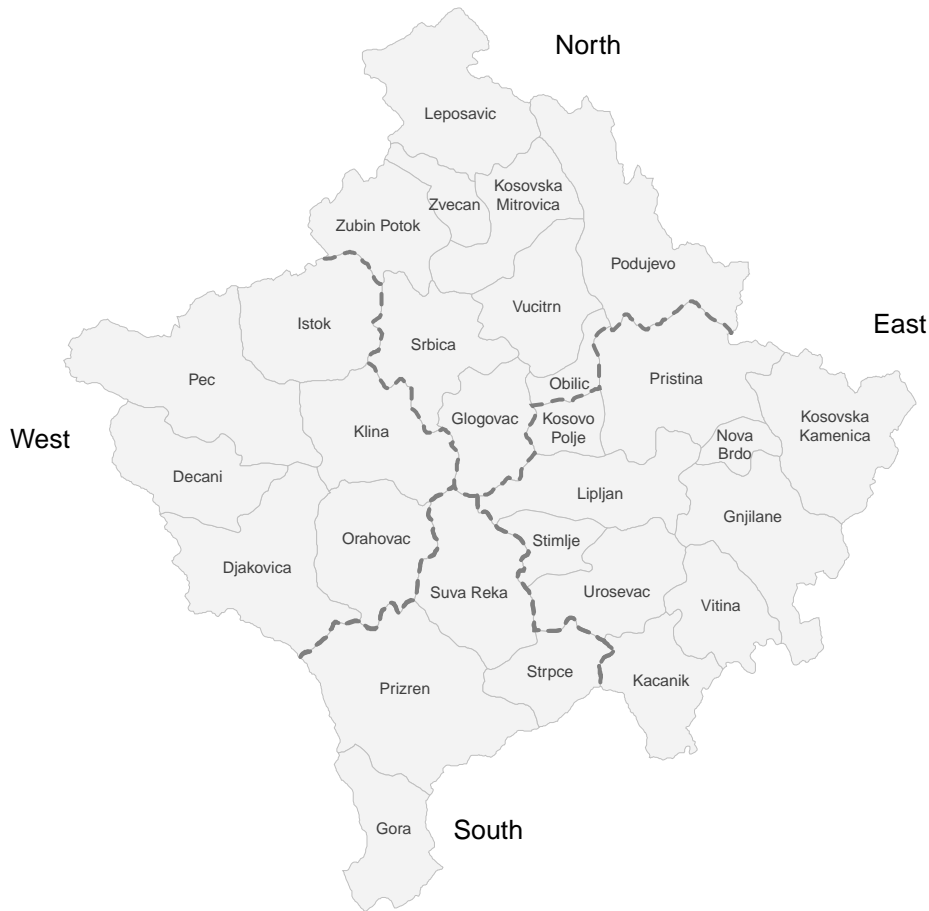 North
Leposavic
Kosovska
Mitrovica
Zvecan
Zubin Potok
Podujevo
Vucitrn
Istok
East
Srbica
Pec
Obilic
Pristina
Glogovac
Kosovo
Polje
Klina
Kosovska
Kamenica
West
Nova
Brdo
Decani
Lipljan
Gnjilane
Orahovac
Stimlje
Djakovica
Suva Reka
Urosevac
Vitina
Strpce
Kacanik
Prizren
Gora
South